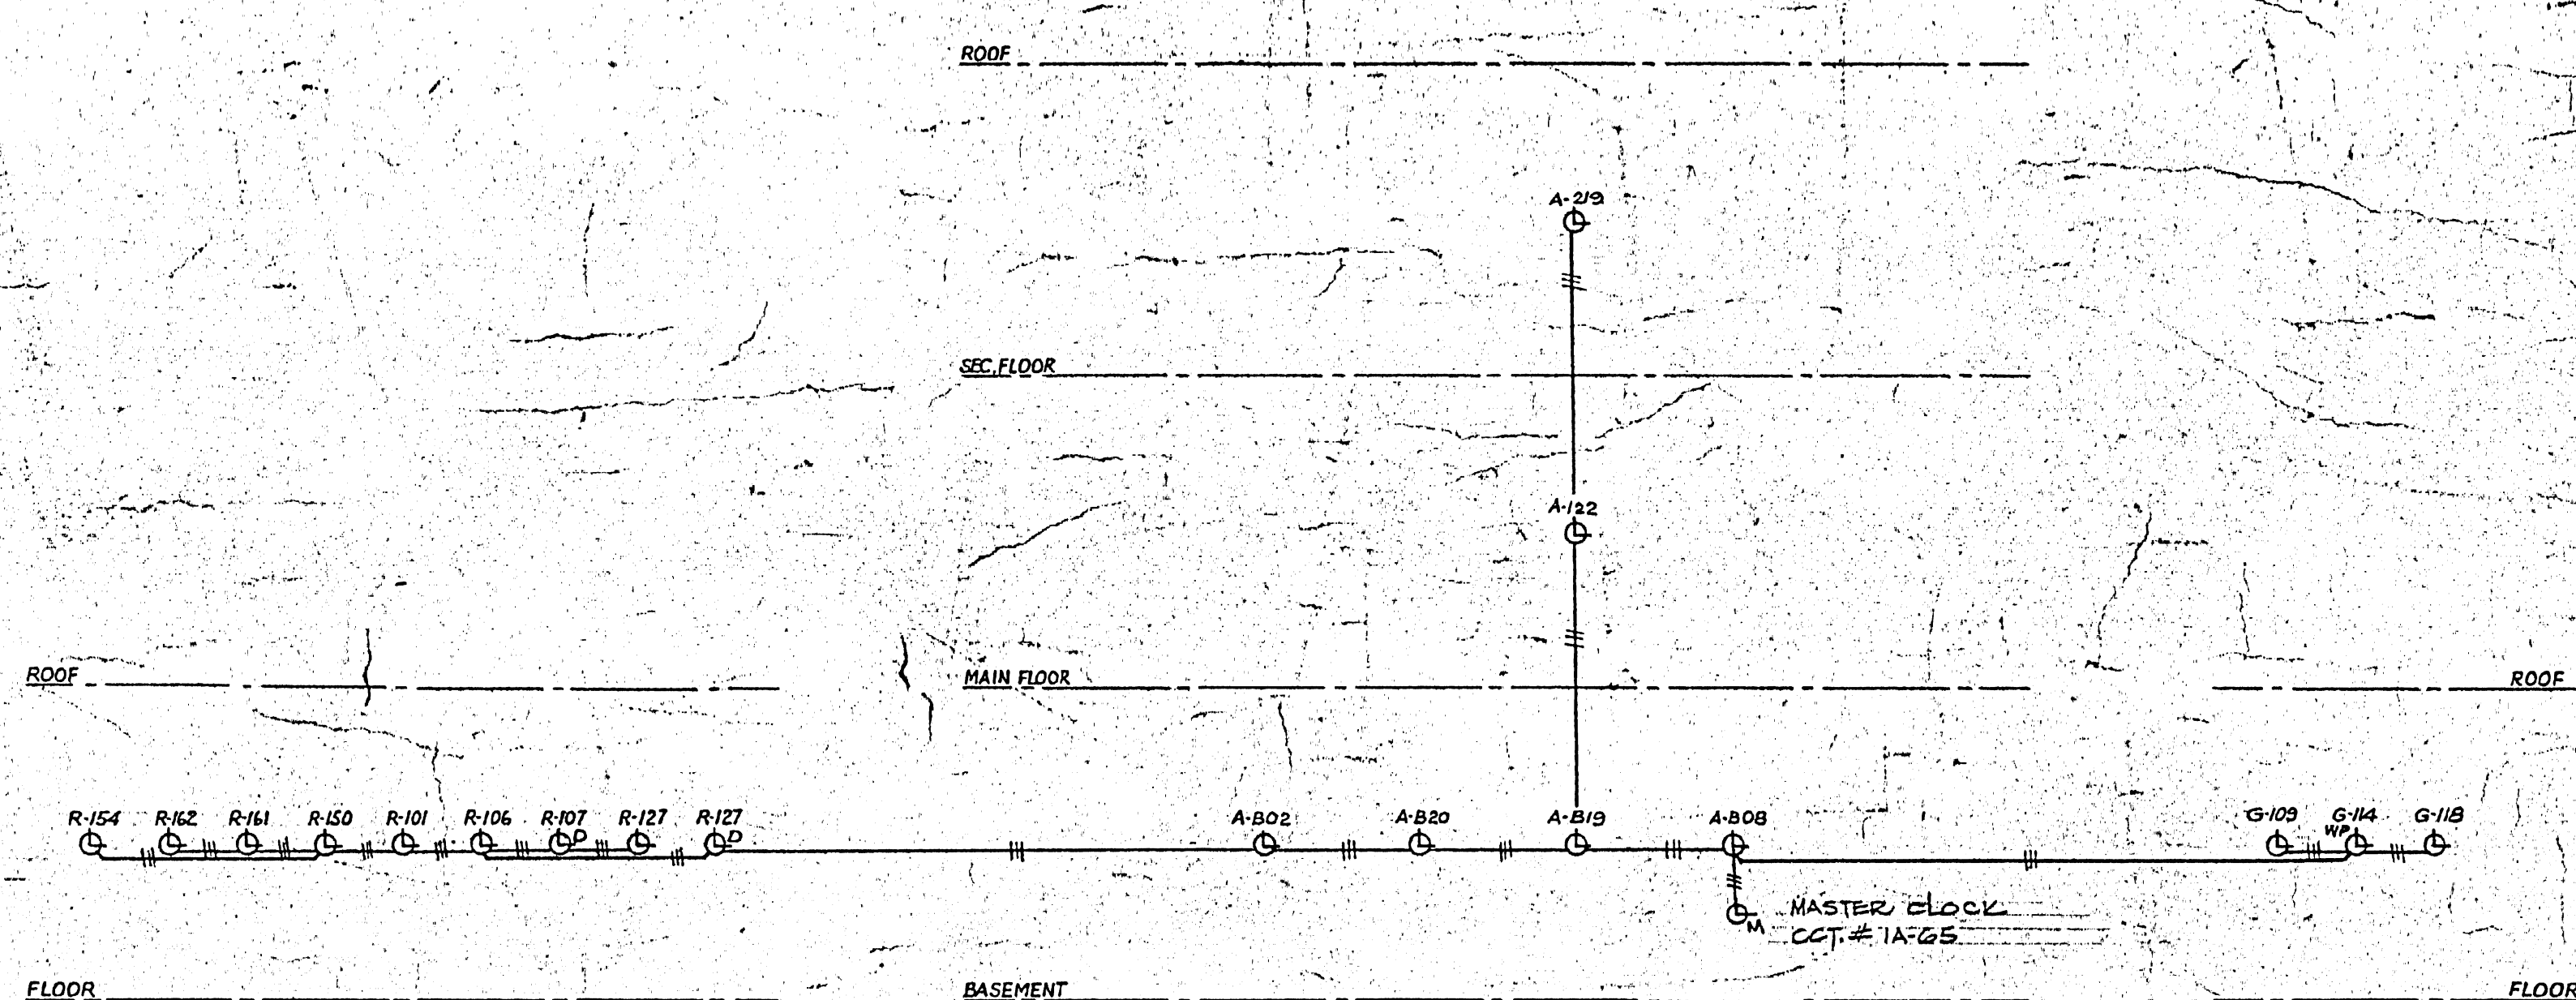 ROOF
A-219
SEC. FLOOR
A-122
ROOF
MAIN FLOOR
ROOF
R-154 R-162 R-161 R-150 R-101 R-106 R-107 R-127 R-127 A-B02 A-B20 A-B19 A-B08 G-109 G-114 G-118
D D WP
M
MASTER CLOCK
CCT. # 1A-65
FLOOR
BASEMENT
FLOOR